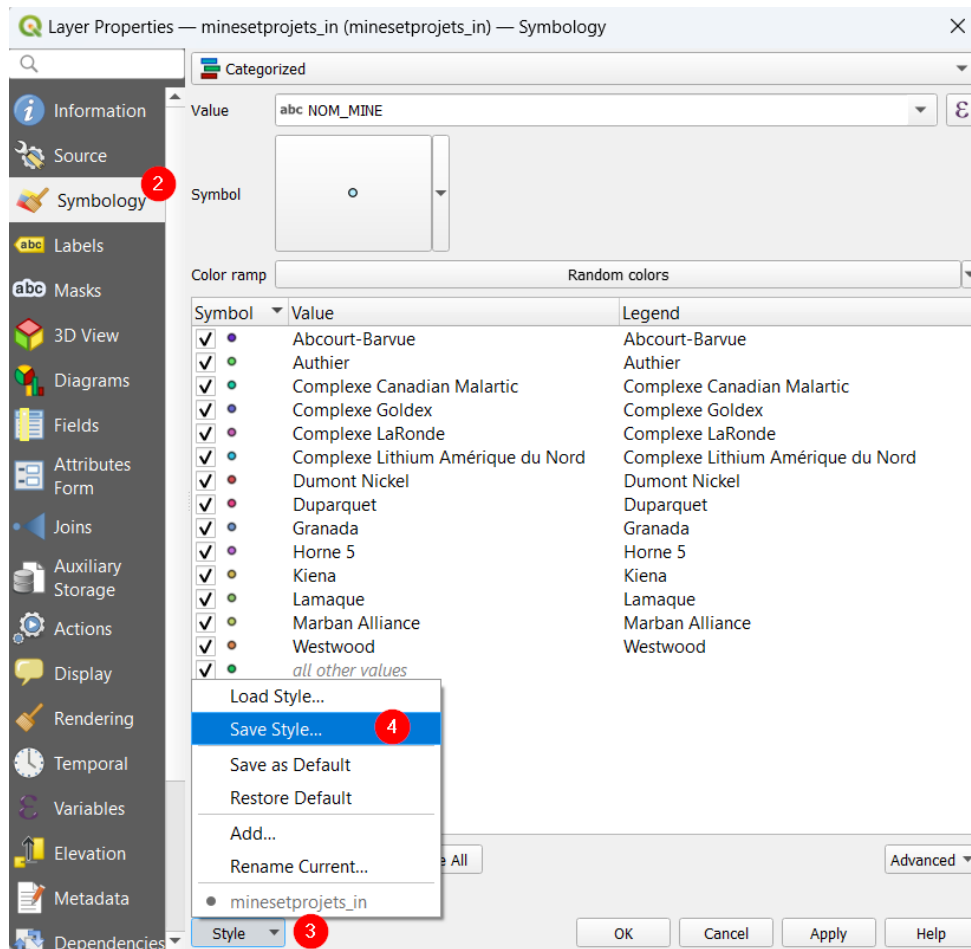 Layer Properties — minesetprojets_in (minesetprojets_in) — Symbology
Categorized
Information
Value abc NOM_MINE ε
Source
2
Symbology
Symbol
abc Labels
abc Masks
Color ramp Random colors
Symbol Value Legend
3D View
Abcourt-Barvue Abcourt-Barvue
Authier Authier
Diagrams
Complexe Canadian Malartic Complexe Canadian Malartic
Complexe Goldex Complexe Goldex
Fields
Complexe LaRonde Complexe LaRonde
Complexe Lithium Amérique du Nord Complexe Lithium Amérique du Nord
Attributes
Form
Dumont Nickel Dumont Nickel
Duparquet Duparquet
Joins
Granada Granada
Horne 5 Horne 5
Auxiliary
Storage
Kiena Kiena
Lamaque Lamaque
Actions
Marban Alliance Marban Alliance
Westwood Westwood
Display
all other values
Load Style...
Rendering
Save Style... 4
Temporal
Save as Default
Restore Default
Variables
Add...
Elevation
Rename Current...
e All
Advanced
Metadata
minesetprojets_in
Dependencies
Style 3
OK Cancel Apply Help